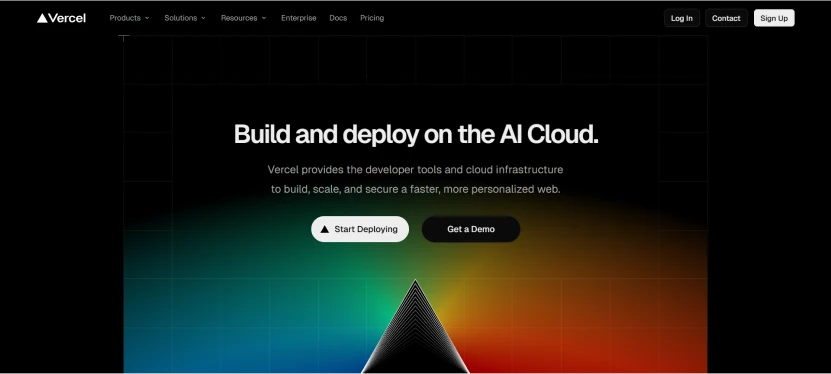 Vercel
Products
Solutions
Resources
Enterprise
Docs
Pricing
Log In
Contact
Sign Up
Build and deploy on the AI Cloud.
Vercel provides the developer tools and cloud infrastructure
to build, scale, and secure a faster, more personalized web.
Start Deploying
Get a Demo